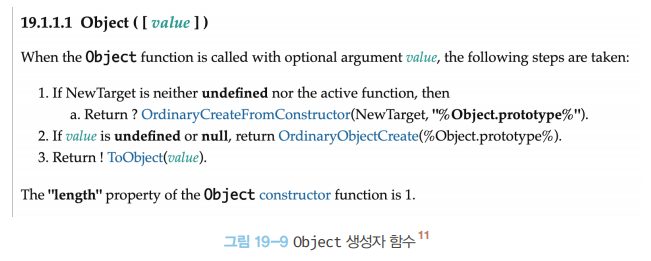 19.1.1.1 Object ( [ value ] )
When the Object function is called with optional argument value, the following steps are taken:
1. If NewTarget is neither undefined nor the active function, then
a. Return ? OrdinaryCreateFromConstructor(NewTarget, "%Object.prototype%").
2. If value is undefined or null, return OrdinaryObjectCreate(%Object.prototype%).
3. Return ! ToObject(value).
The "length" property of the Object constructor function is 1.
그림 19-9 Object 생성자 함수 11